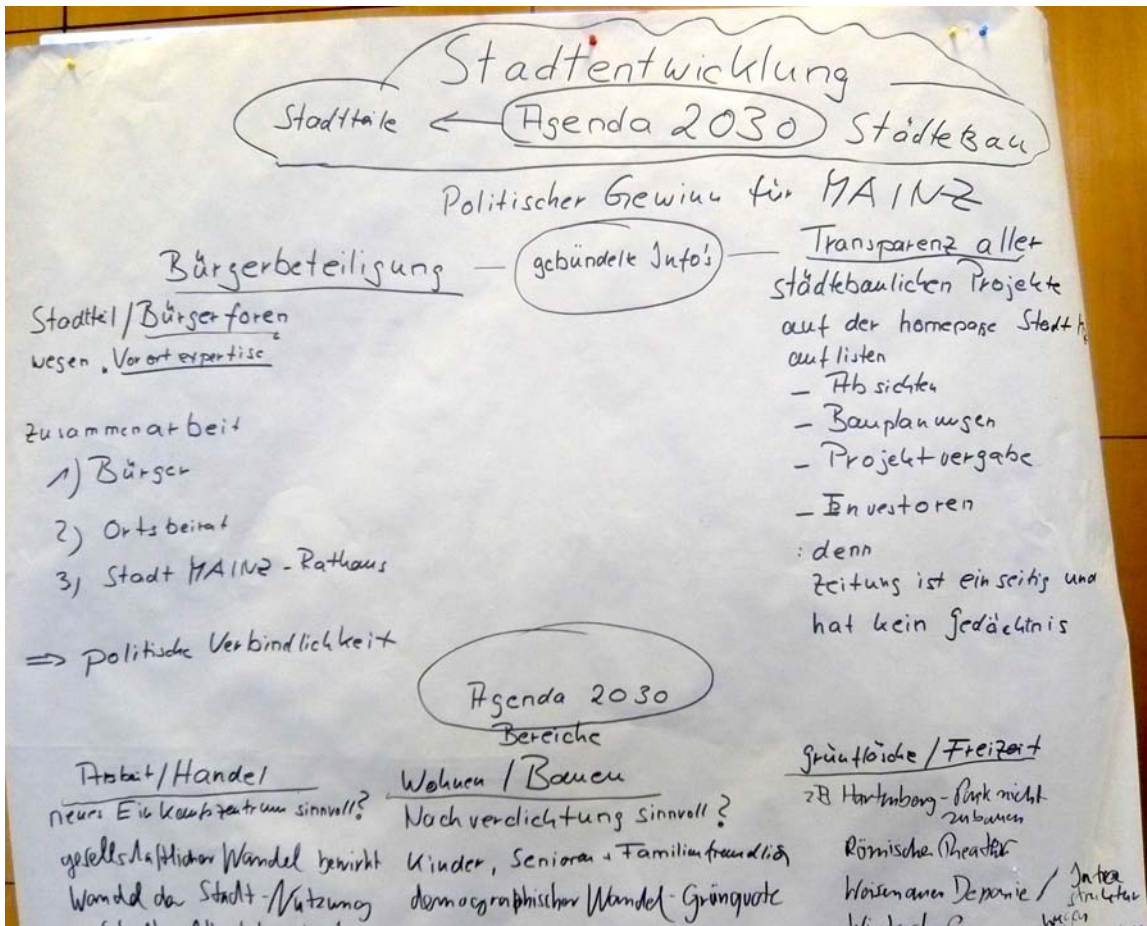 Stadtentwicklung
Stadtteile ← Agenda 2030 Städtebau
Politischer Gewinn für MAINZ
Bürgerbeteiligung — gebündelte Info's — Transparenz aller
städtebaulichen Projekte
auf der homepage Stadt
auflisten
- Absichten
- Bauplanungen
- Projektvergabe
- Investoren
: denn
Zeitung ist einseitig und
hat kein Gedächtnis
Stadtteil/Bürgerforen
wegen "Vorortexpertise"
Zusammenarbeit
1) Bürger
2) Ortsbeirat
3) Stadt MAINZ-Rathaus
⇒ politische Verbindlichkeit
Agenda 2030
Bereiche
Arbeit/Handel
neues Einkaufszentrum sinnvoll?
gesellschaftlicher Wandel bewirkt
Wandel der Stadt-Nutzung
Wohnen/Bauen
Nachverdichtung sinnvoll?
Kinder, Senioren + Familienfreundlich
demographischer Wandel - Grünquote
Grünfläche/Freizeit
zB Hartenberg-Park nicht
zubauen
Römische Theater
Weisenauer Deponie /